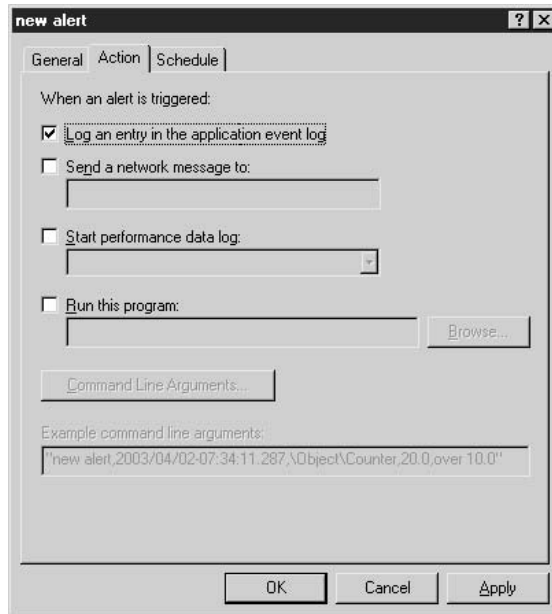 new alert
General Action Schedule
When an alert is triggered:
Log an entry in the application event log
Send a network message to:
Start performance data log:
Run this program:
Browse...
Command Line Arguments...
Example command line arguments:
"new alert,2003/04/02-07:34:11.287,\Object\Counter,20.0,over 10.0"
OK Cancel Apply